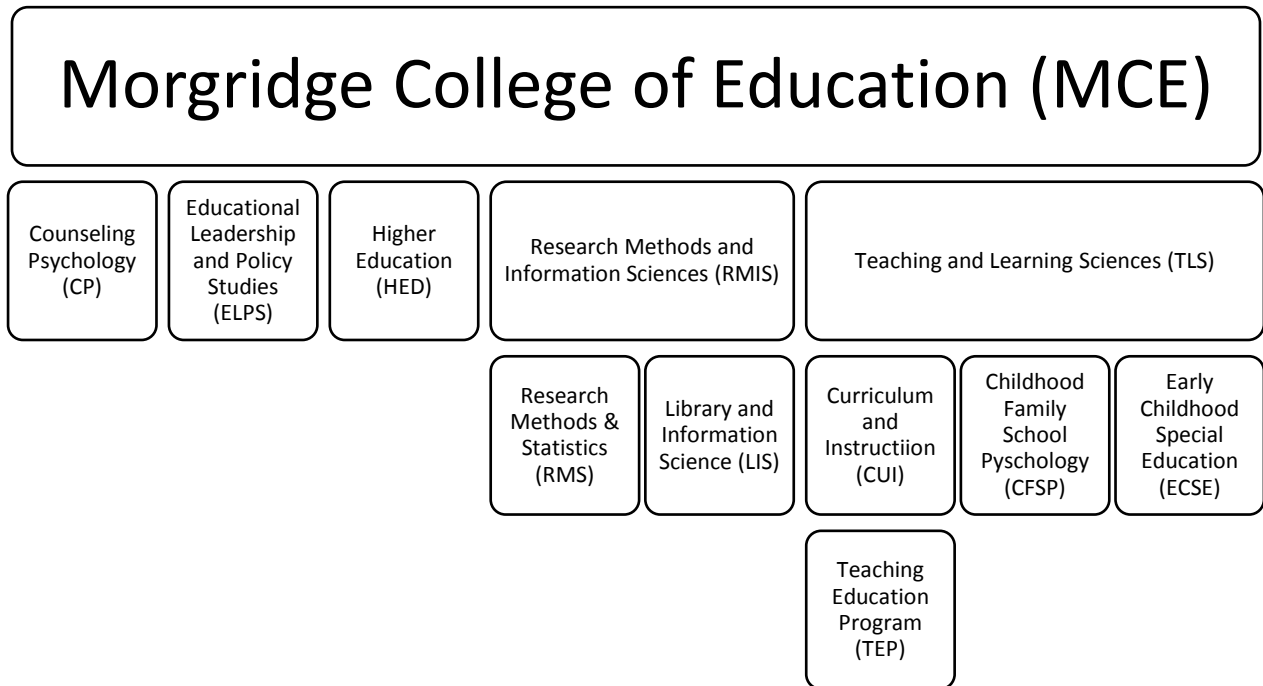 Morgridge College of Education (MCE)
Counseling
Psychology
(CP)
Educational
Leadership
and Policy
Studies
(ELPS)
Higher
Education
(HED)
Research Methods and
Information Sciences (RMIS)
Teaching and Learning Sciences (TLS)
Research
Methods &
Statistics
(RMS)
Library and
Information
Science (LIS)
Curriculum
and
Instructiion
(CUI)
Childhood
Family
School
Pyschology
(CFSP)
Early
Childhood
Special
Education
(ECSE)
Teaching
Education
Program
(TEP)